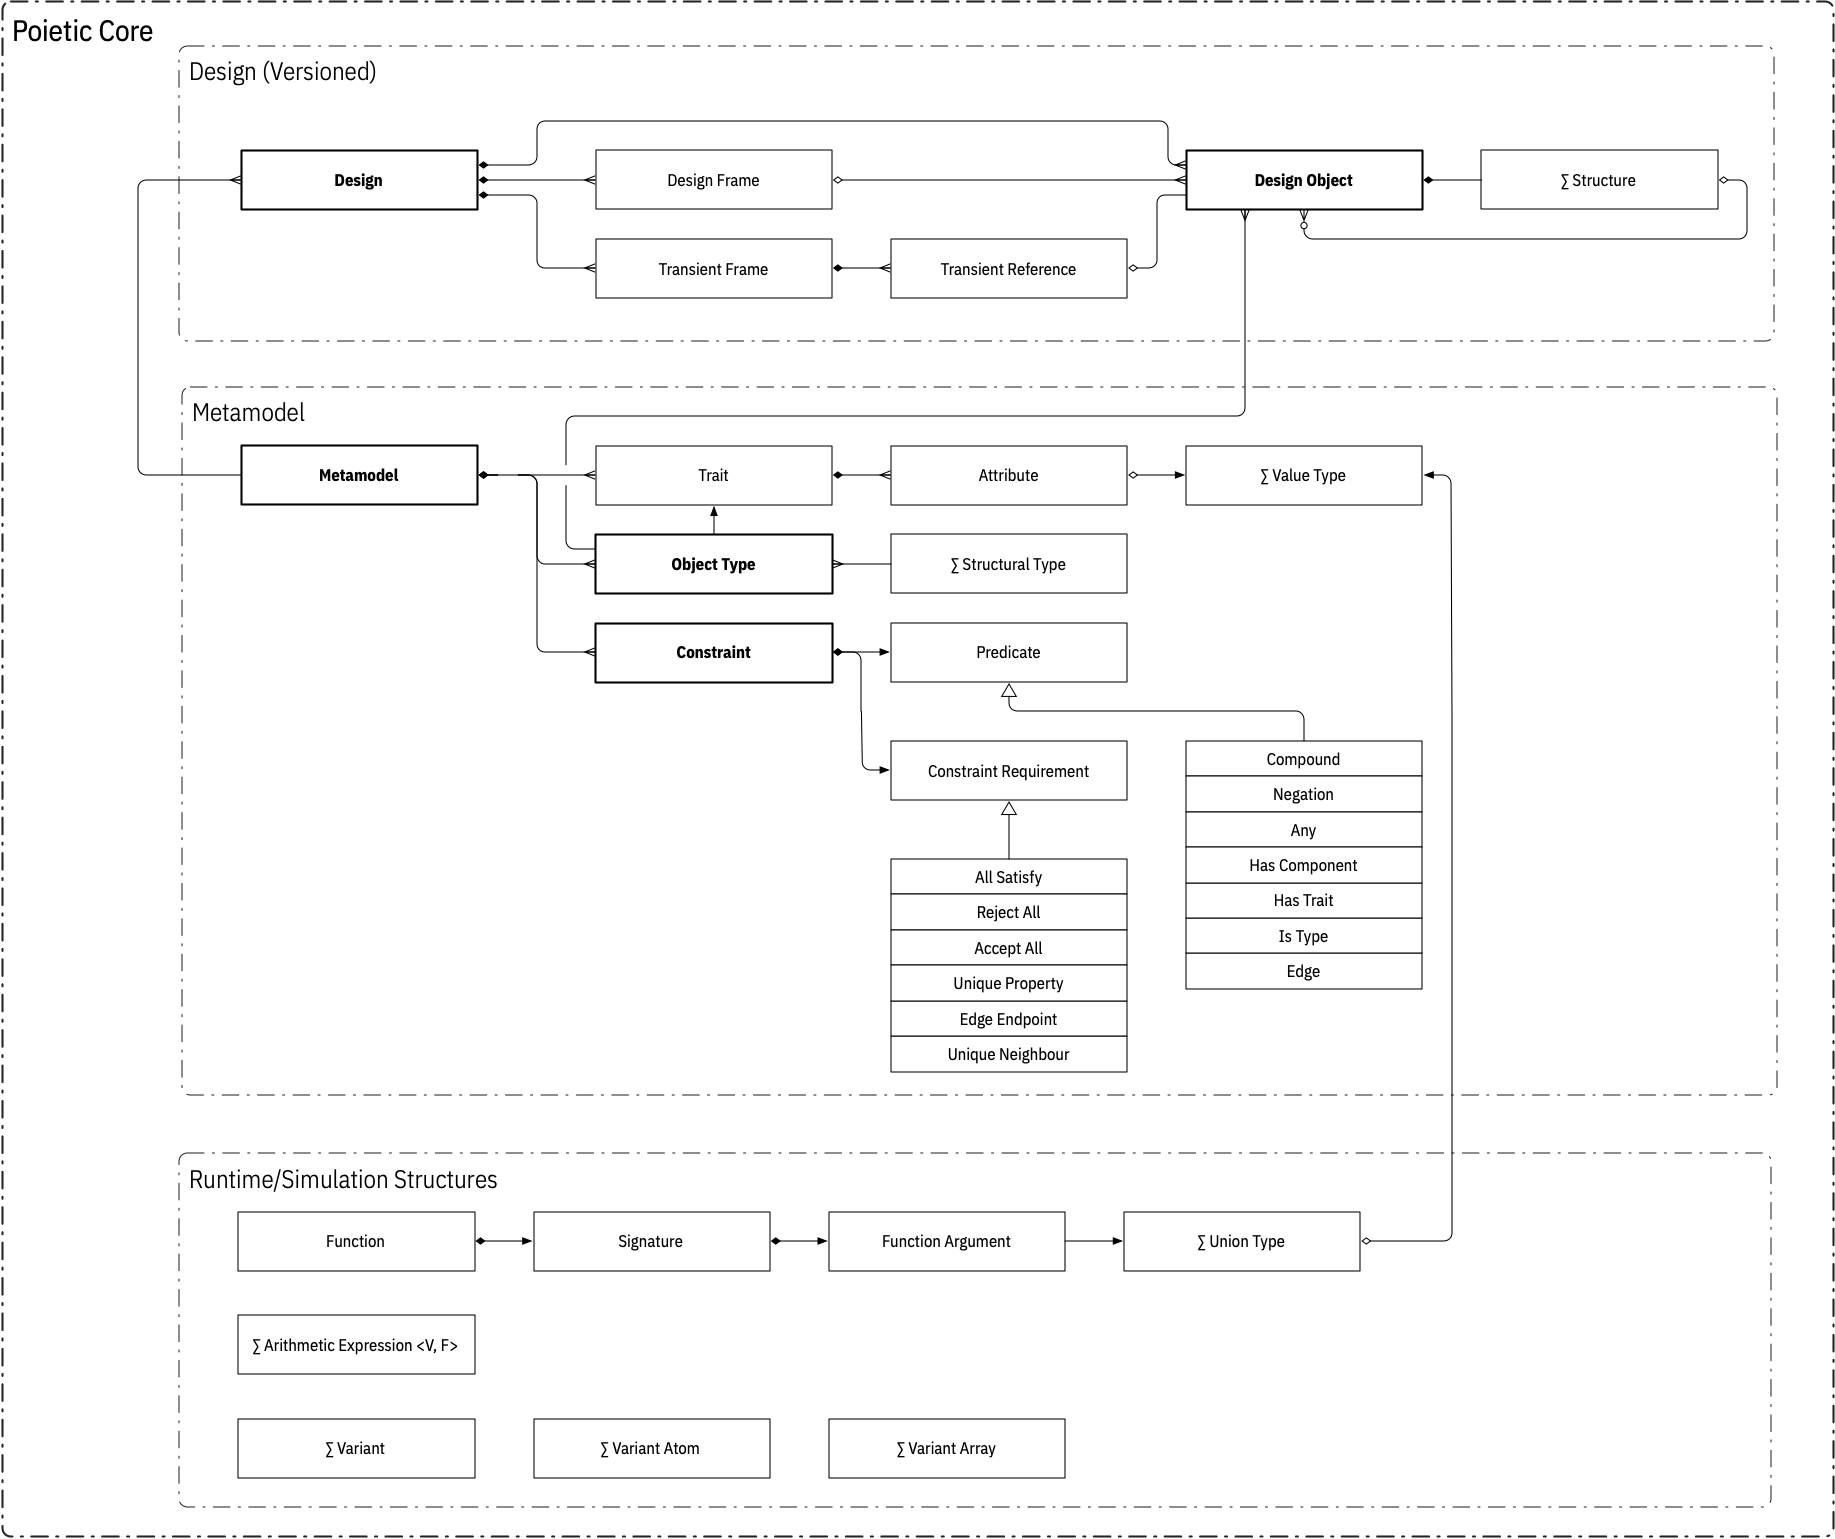 Poietic Core
Design (Versioned)
Design
Design Frame
Design Object
∑ Structure
Transient Frame
Transient Reference
Metamodel
Metamodel
Trait
Attribute
∑ Value Type
Object Type
∑ Structural Type
Constraint
Predicate
Constraint Requirement
Compound
Negation
Any
Has Component
Has Trait
Is Type
Edge
All Satisfy
Reject All
Accept All
Unique Property
Edge Endpoint
Unique Neighbour
Runtime/Simulation Structures
Function
Signature
Function Argument
∑ Union Type
∑ Arithmetic Expression <V, F>
∑ Variant
∑ Variant Atom
∑ Variant Array